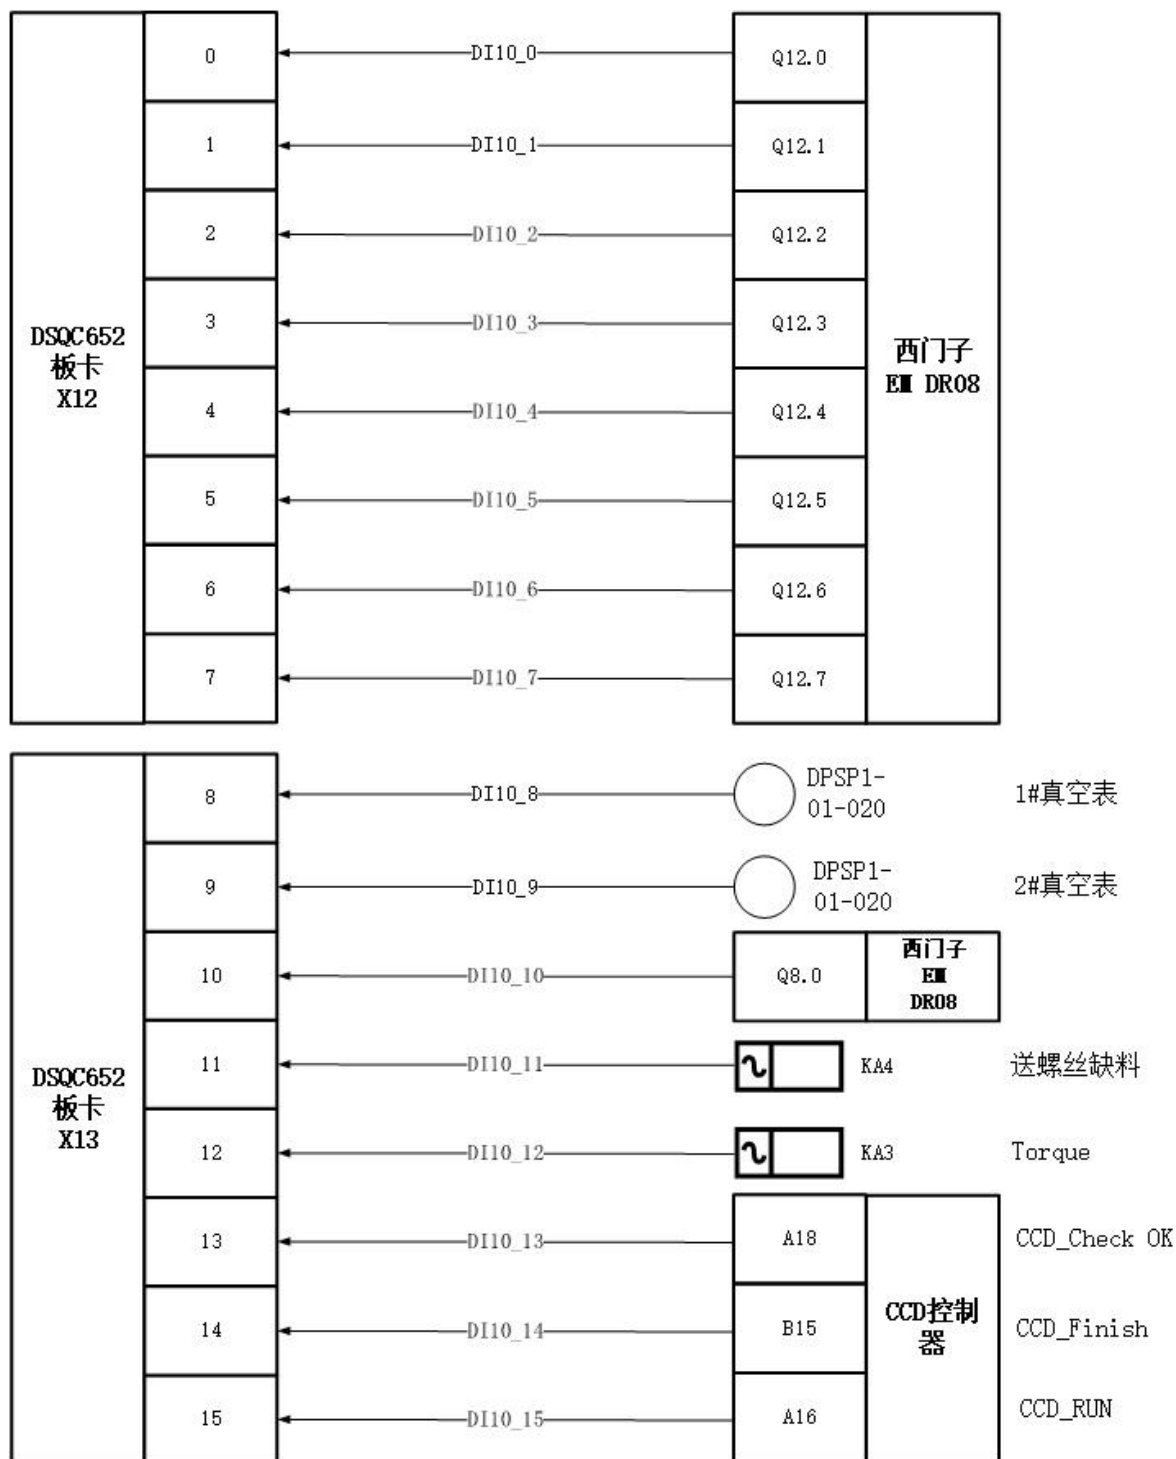 0
DI10_0
Q12.0
1
DI10_1
Q12.1
2
DI10_2
Q12.2
3
DI10_3
Q12.3
DSQC652
板卡
X12
西门子
EM DR08
4
DI10_4
Q12.4
5
DI10_5
Q12.5
6
DI10_6
Q12.6
7
DI10_7
Q12.7
8
DI10_8
DPSP1-
01-020
1#真空表
9
DI10_9
DPSP1-
01-020
2#真空表
10
DI10_10
Q8.0
西门子
EM
DR08
DSQC652
板卡
X13
11
DI10_11
KA4
送螺丝缺料
12
DI10_12
KA3
Torque
13
DI10_13
A18
CCD_Check OK
14
DI10_14
B15
CCD控制
器
CCD_Finish
15
DI10_15
A16
CCD_RUN